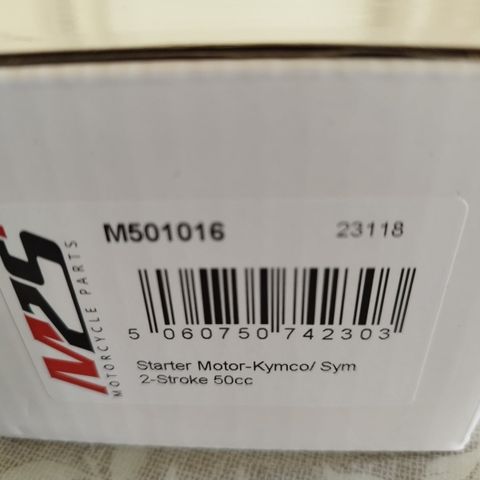 M501016 23118
MPS
MOTORCYCLE PARTS
5 060750 742303
Starter Motor-Kymco/ Sym
2-Stroke 50cc